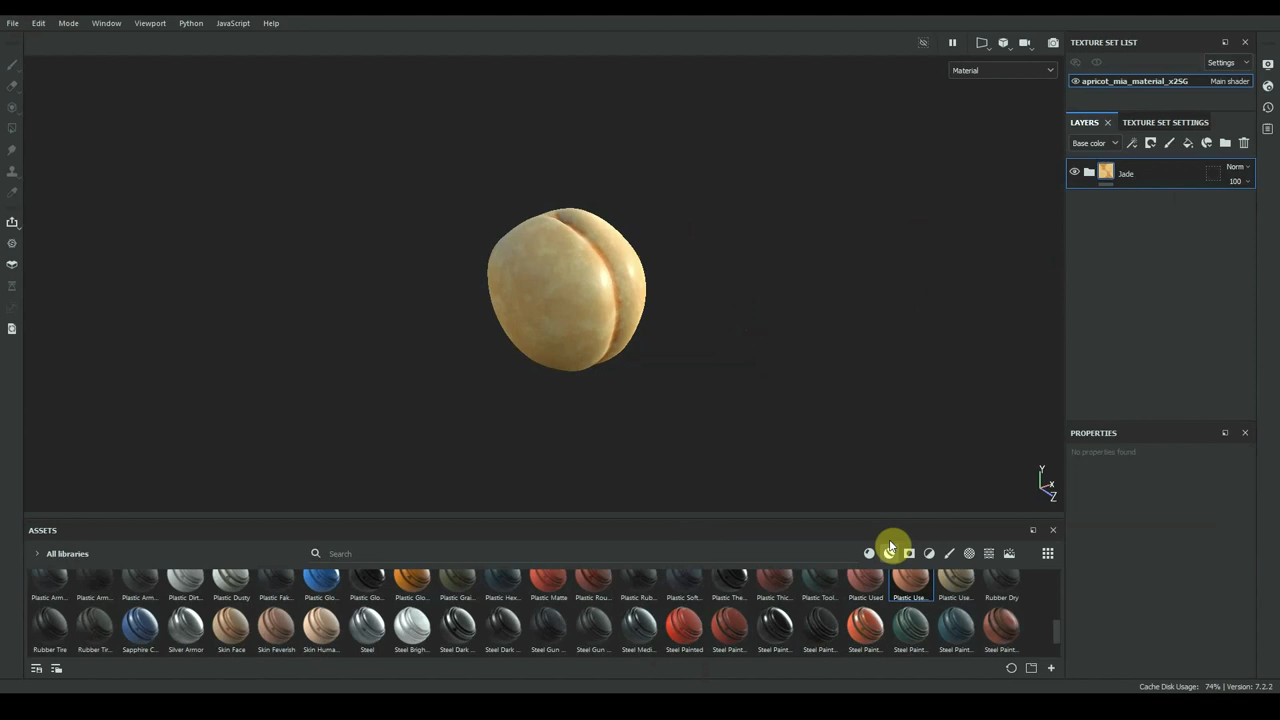 File Edit Mode Window Viewport Python JavaScript Help
TEXTURE SET LIST
Settings
Material
apricot_mia_material_x2SG Main shader
LAYERS TEXTURE SET SETTINGS
Base color
Norm
Jade
100
PROPERTIES
No properties found
Y
X
Z
ASSETS
All libraries
Search
Plastic Arm... Plastic Arm... Plastic Arm... Plastic Dirt... Plastic Dusty Plastic Fak... Plastic Glo... Plastic Glo... Plastic Glo... Plastic Grai... Plastic Hex... Plastic Matte Plastic Rou... Plastic Rub... Plastic Soft... Plastic The... Plastic Thic... Plastic Tool... Plastic Used Plastic Use... Plastic Use... Rubber Dry
Rubber Tire Rubber Tir... Sapphire C... Silver Armor Skin Face Skin Feverish Skin Huma... Steel Steel Brigh... Steel Dark ... Steel Dark ... Steel Gun ... Steel Gun ... Steel Medi... Steel Painted Steel Paint... Steel Paint... Steel Paint... Steel Paint... Steel Paint... Steel Paint... Steel Paint...
Cache Disk Usage: 74% | Version: 7.2.2